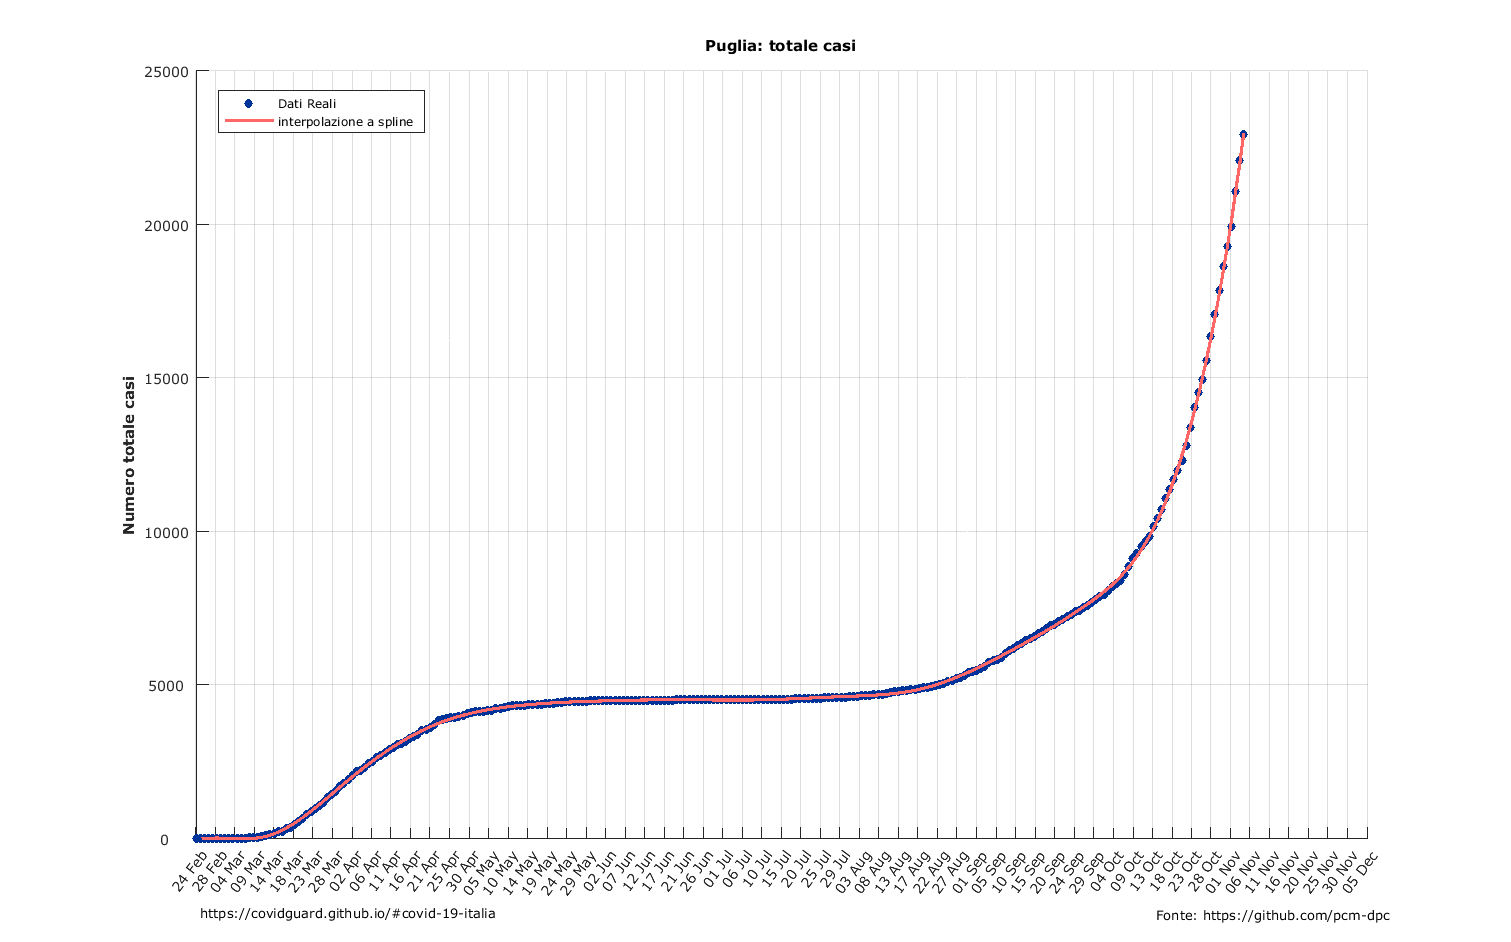 Puglia: totale casi
Dati Reali
interpolazione a spline
Numero totale casi
25000
20000
15000
10000
5000
0
24 Feb
28 Feb
04 Mar
09 Mar
14 Mar
18 Mar
23 Mar
28 Mar
02 Apr
06 Apr
11 Apr
16 Apr
21 Apr
25 Apr
30 Apr
05 May
10 May
14 May
19 May
24 May
29 May
02 Jun
07 Jun
12 Jun
17 Jun
21 Jun
26 Jun
01 Jul
06 Jul
10 Jul
15 Jul
20 Jul
25 Jul
29 Jul
03 Aug
08 Aug
13 Aug
17 Aug
22 Aug
27 Aug
01 Sep
05 Sep
10 Sep
15 Sep
20 Sep
24 Sep
29 Sep
04 Oct
09 Oct
13 Oct
18 Oct
23 Oct
28 Oct
01 Nov
06 Nov
11 Nov
16 Nov
20 Nov
25 Nov
30 Nov
05 Dec
https://covidguard.github.io/#covid-19-italia
Fonte: https://github.com/pcm-dpc